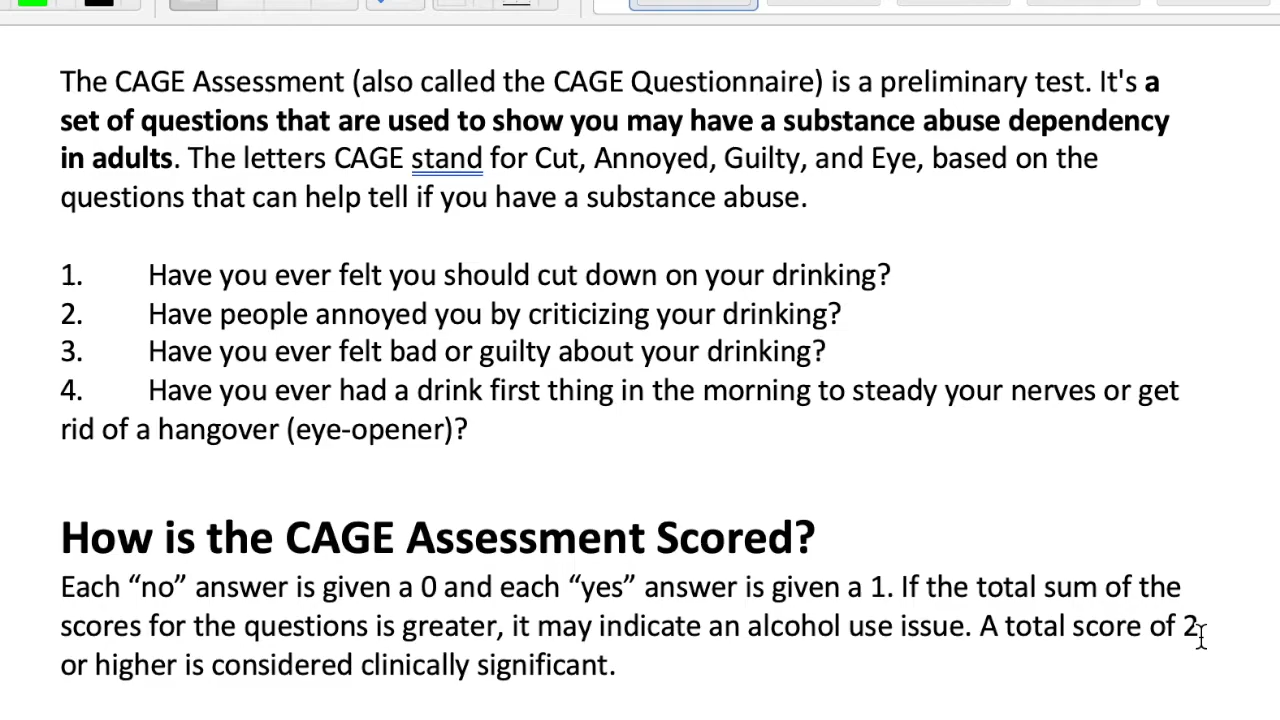 The CAGE Assessment (also called the CAGE Questionnaire) is a preliminary test. It's a
set of questions that are used to show you may have a substance abuse dependency
in adults. The letters CAGE stand for Cut, Annoyed, Guilty, and Eye, based on the
questions that can help tell if you have a substance abuse.
1. Have you ever felt you should cut down on your drinking?
2. Have people annoyed you by criticizing your drinking?
3. Have you ever felt bad or guilty about your drinking?
4. Have you ever had a drink first thing in the morning to steady your nerves or get
rid of a hangover (eye-opener)?
How is the CAGE Assessment Scored?
Each “no” answer is given a 0 and each “yes” answer is given a 1. If the total sum of the
scores for the questions is greater, it may indicate an alcohol use issue. A total score of 2
or higher is considered clinically significant.